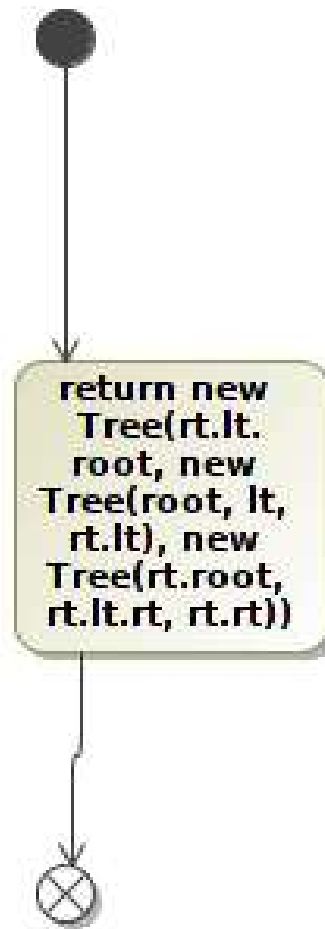 return new
Tree(rt.lt.
root, new
Tree(root, lt,
rt.lt), new
Tree(rt.root,
rt.lt.rt, rt.rt))